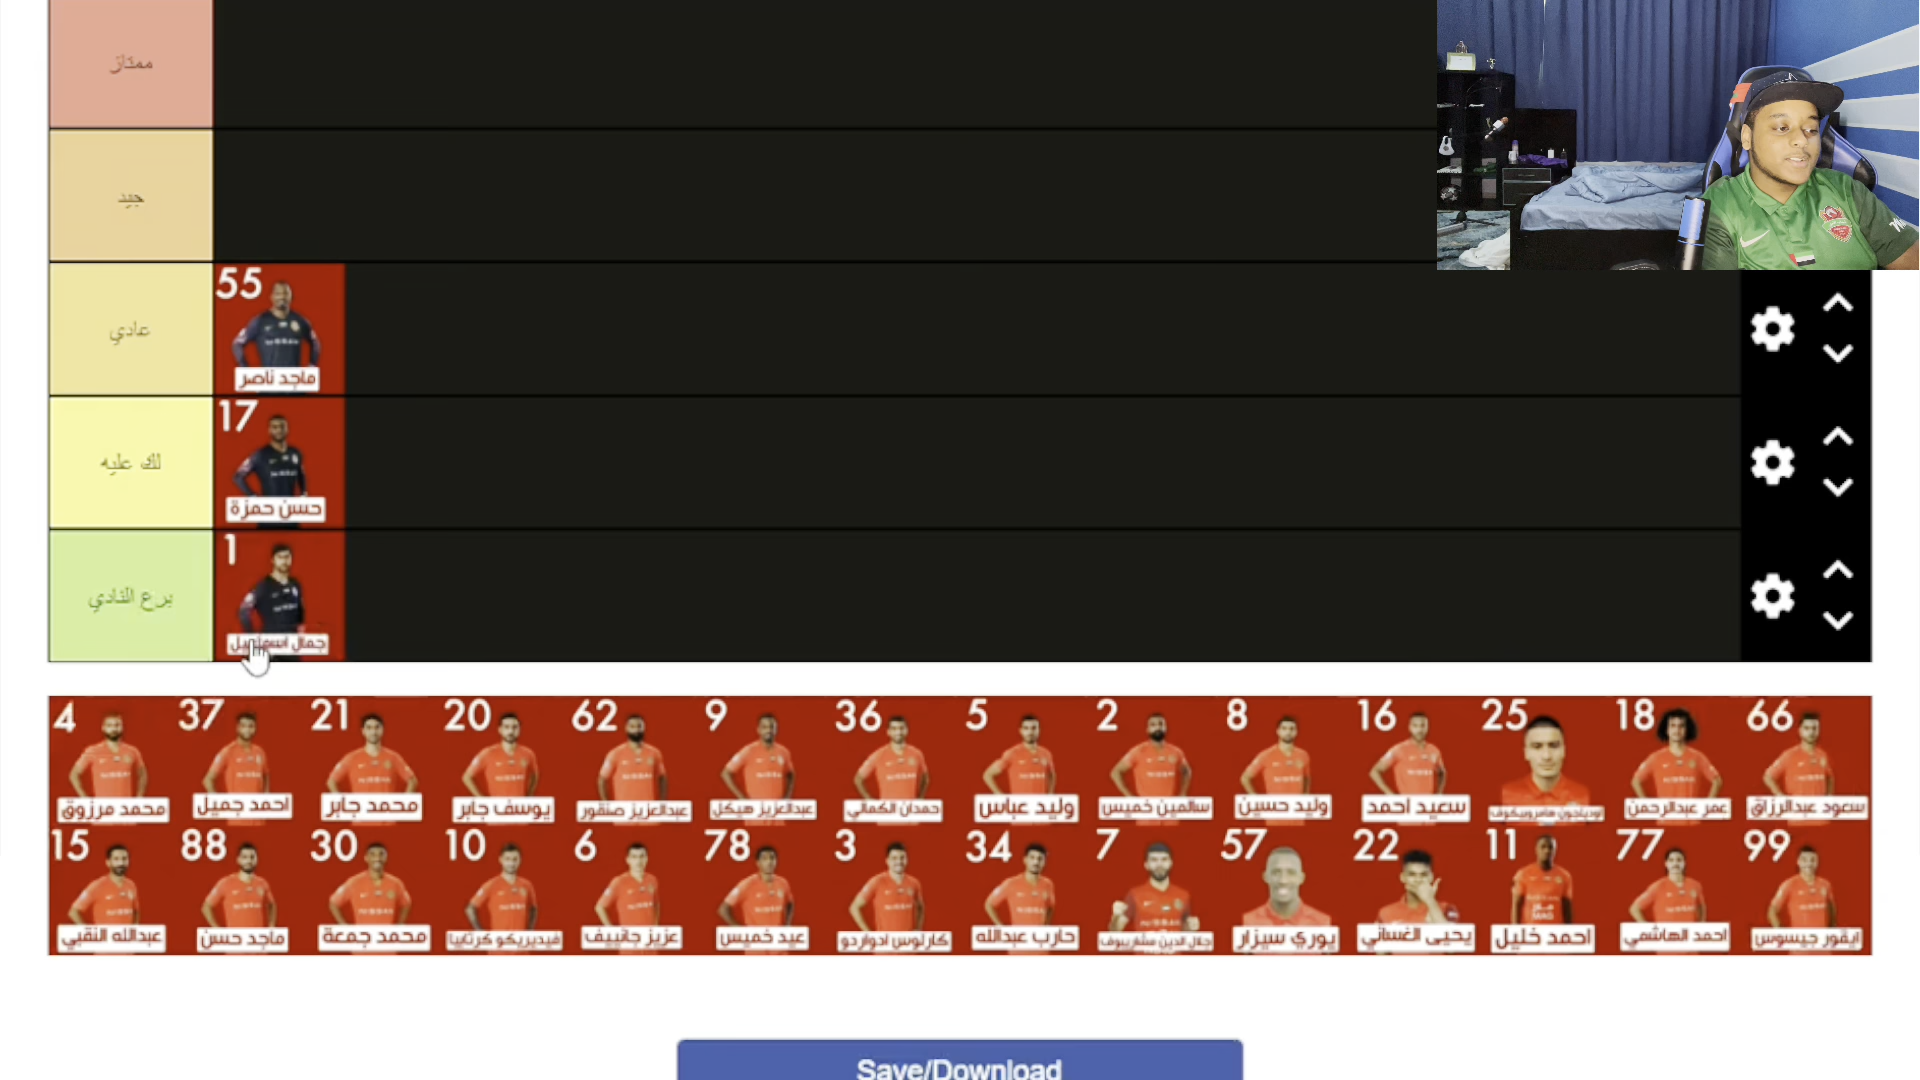 ممتاز
جيد
عادي
55
ماجد ناصر
لك عليه
17
حسن حمزة
برع النادي
1
جمال اسماعيل
4 37 21 20 62 9 36 5 2 8 16 25 18 66
محمد مرزوق احمد جميل محمد جابر يوسف جابر عبدالعزيز صنقور عبدالعزيز هيكل حمدان الكمالي وليد عباس سالمين خميس وليد حسين سعيد احمد عمر عبدالرحمن سعود عبدالرزاق
15 88 30 10 6 78 3 34 7 57 22 11 77 99
عبدالله النقبي ماجد حسن محمد جمعة فيديريكو كرتابيا عزيز جانييف عيد خميس كارلوس ادواردو حارب عبدالله جلال الدين مشاريبوف يوري سيزار يحيى الغساني احمد خليل احمد الهاشمي ايقور جيسوس
Save/Download